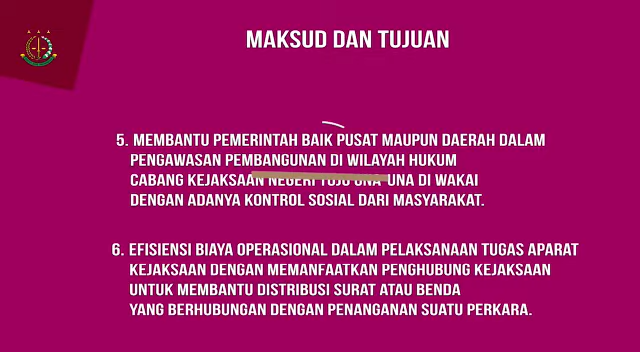 MAKSUD DAN TUJUAN
5. MEMBANTU PEMERINTAH BAIK PUSAT MAUPUN DAERAH DALAM
PENGAWASAN PEMBANGUNAN DI WILAYAH HUKUM
CABANG KEJAKSAAN NEGERI TOJO UNA-UNA DI WAKAI
DENGAN ADANYA KONTROL SOSIAL DARI MASYARAKAT.
6. EFISIENSI BIAYA OPERASIONAL DALAM PELAKSANAAN TUGAS APARAT
KEJAKSAAN DENGAN MEMANFAATKAN PENGHUBUNG KEJAKSAAN
UNTUK MEMBANTU DISTRIBUSI SURAT ATAU BENDA
YANG BERHUBUNGAN DENGAN PENANGANAN SUATU PERKARA.